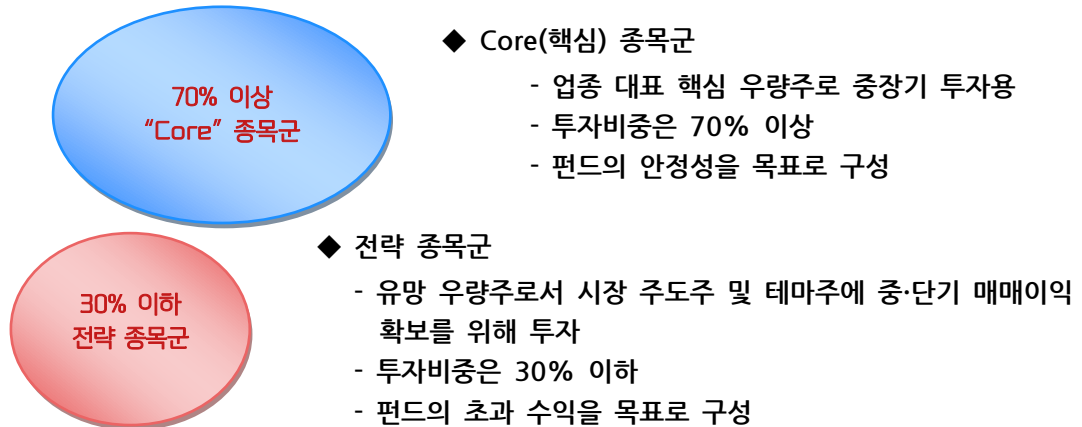 70% 이상
“Core” 종목군
◆ Core(핵심) 종목군
- 업종 대표 핵심 우량주로 중장기 투자용
- 투자비중은 70% 이상
- 펀드의 안정성을 목표로 구성
30% 이하
전략 종목군
◆ 전략 종목군
- 유망 우량주로서 시장 주도주 및 테마주에 중·단기 매매이익
확보를 위해 투자
- 투자비중은 30% 이하
- 펀드의 초과 수익을 목표로 구성